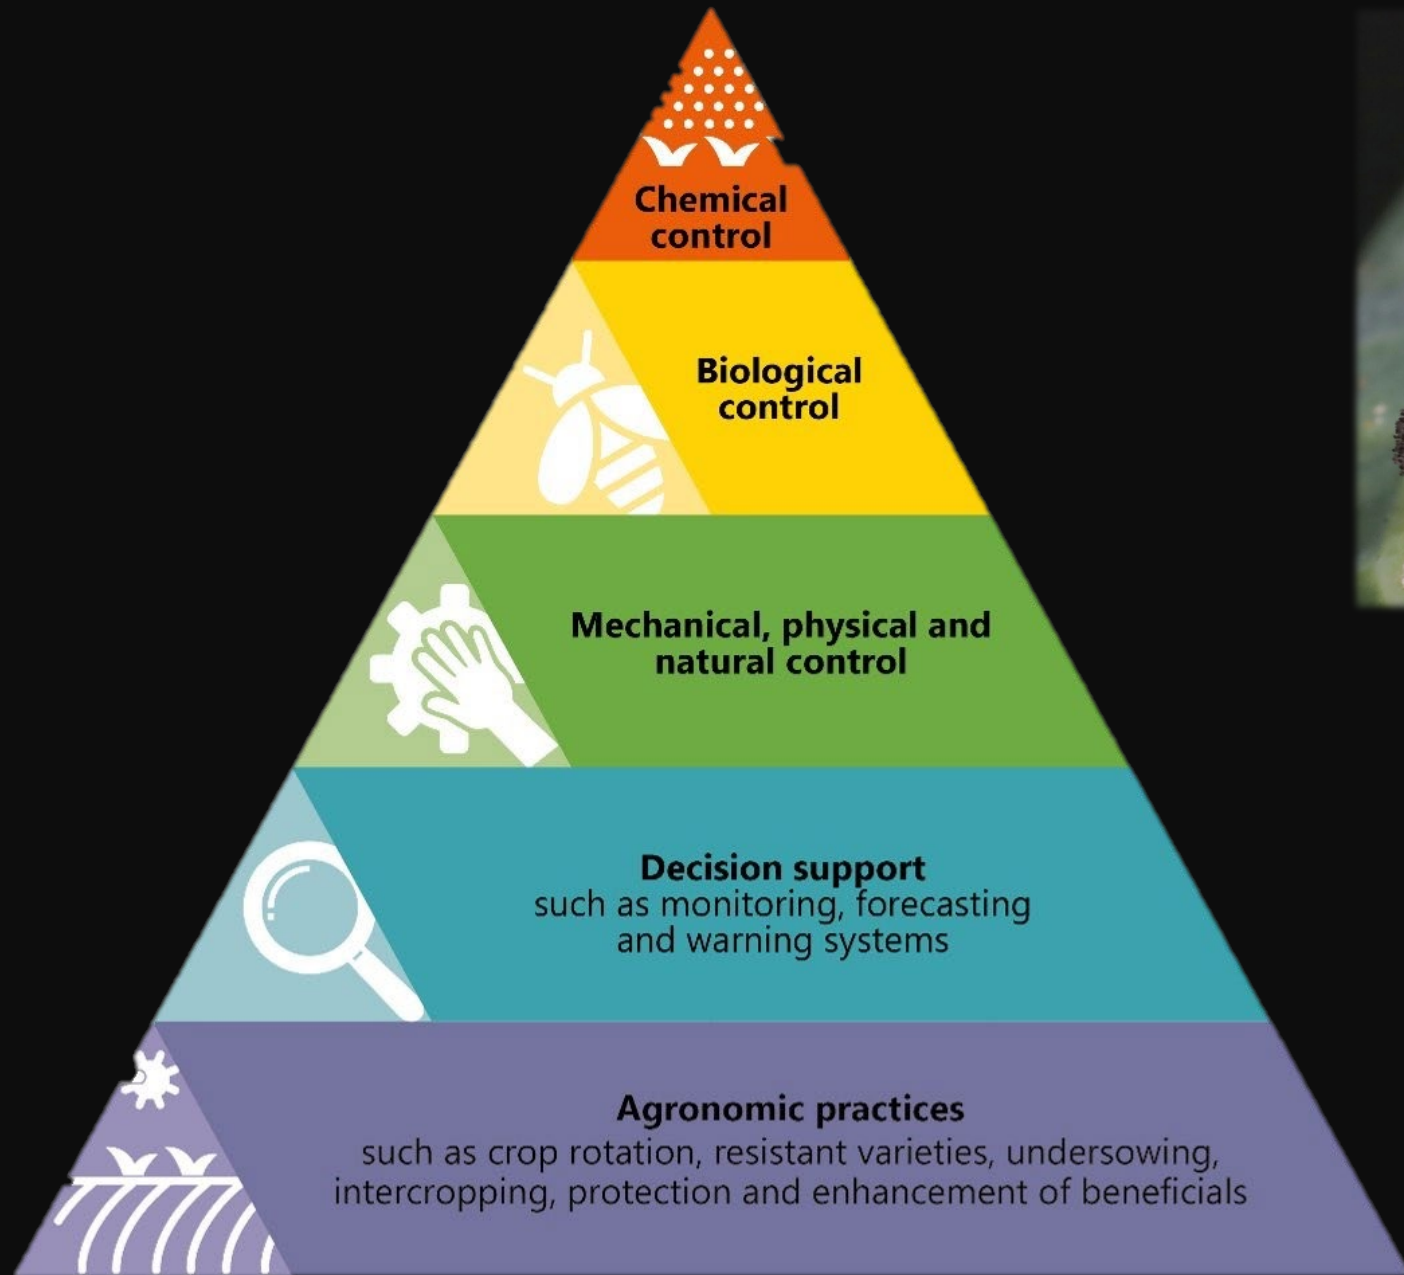 Chemical
control
Biological
control
Mechanical, physical and
natural control
Decision support
such as monitoring, forecasting
and warning systems
Agronomic practices
such as crop rotation, resistant varieties, undersowing,
intercropping, protection and enhancement of beneficials